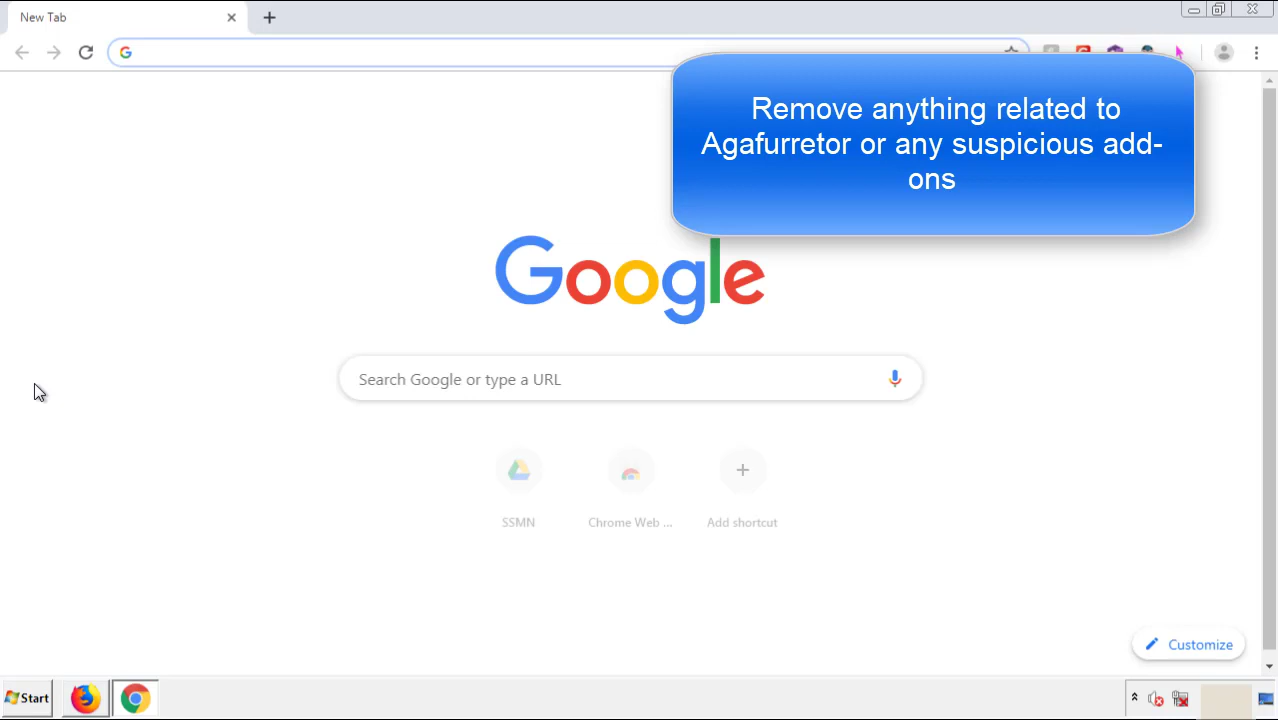 New Tab
Remove anything related to
Agafurretor or any suspicious add-
ons
Google
Search Google or type a URL
SSMN
Chrome Web ...
Add shortcut
Customize
Start